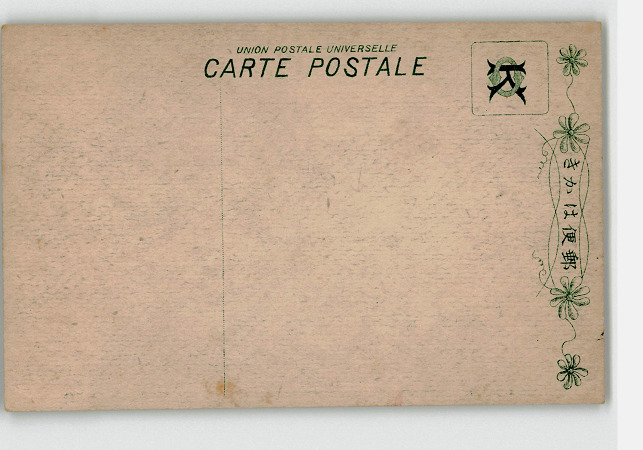 UNION POSTALE UNIVERSELLE
CARTE POSTALE
K
きかは便郵